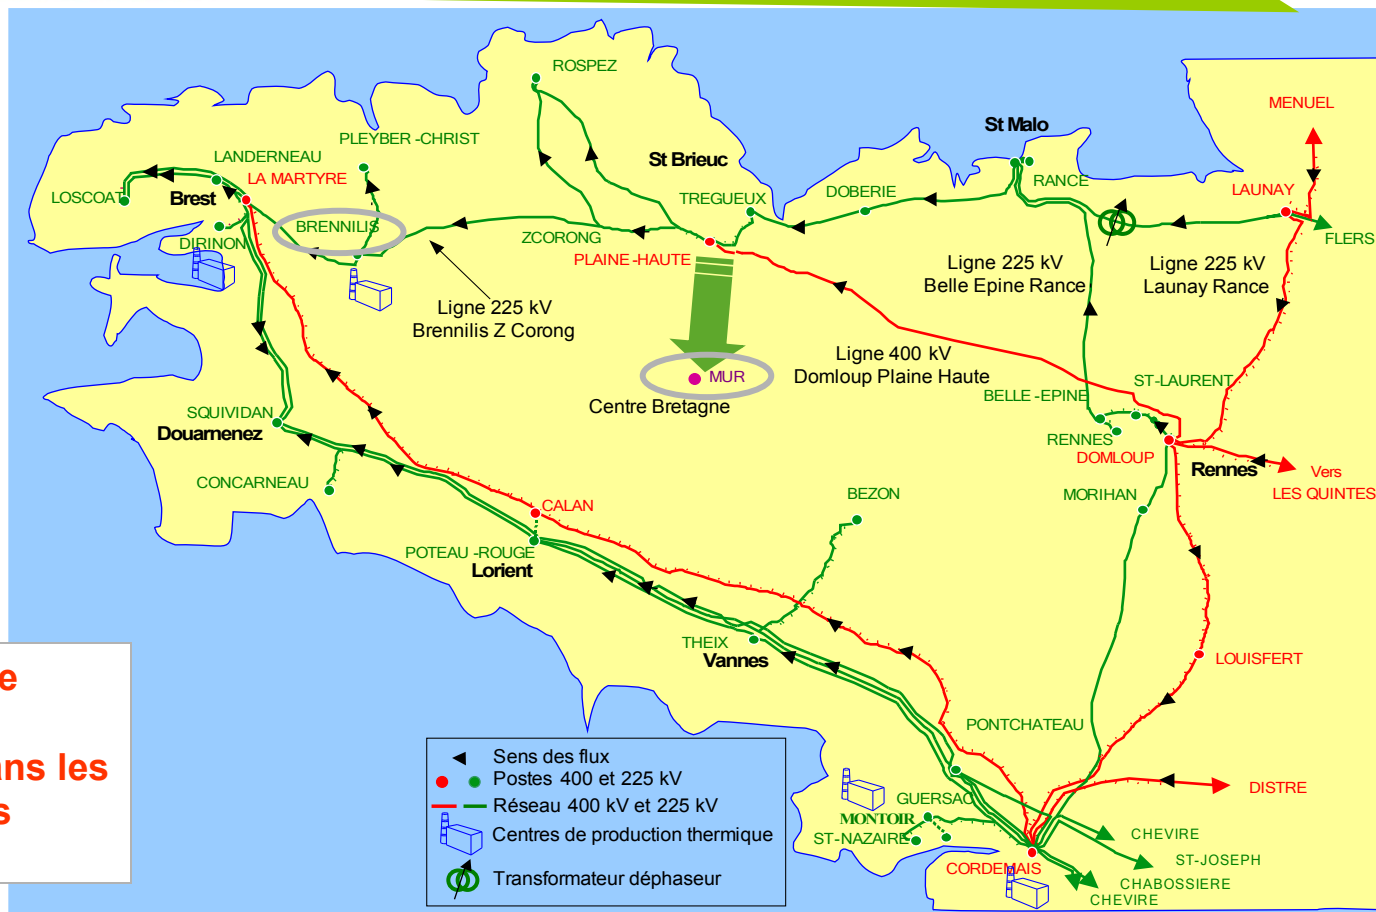 ROSPEZ
MENUEL
St Malo
PLEYBER -CHRIST
St Brieuc
LANDERNEAU
LA MARTYRE
RANCE
LAUNAY
LOSCOAT
Brest
TREGUEUX
DOBERIE
BRENNILIS
DIRINON
ZCORONG
FLERS
PLAINE -HAUTE
Ligne 225 kV
Belle Epine Rance
Ligne 225 kV
Launay Rance
Ligne 225 kV
Brennilis Z Corong
Ligne 400 kV
Domloup Plaine Haute
MUR
Centre Bretagne
ST-LAURENT
BELLE -EPINE
SQUIVIDAN
Douarnenez
RENNES
DOMLOUP
Rennes
Vers
LES QUINTES
CONCARNEAU
BEZON
MORIHAN
CALAN
POTEAU -ROUGE
Lorient
THEIX
Vannes
LOUISFERT
e
ans les
s
PONTCHATEAU
DISTRE
GUERSAC
MONTOIR
ST-NAZAIRE
CHEVIRE
ST-JOSEPH
CORDEMAIS
CHABOSSIERE
CHEVIRE
Sens des flux
Postes 400 et 225 kV
Réseau 400 kV et 225 kV
Centres de production thermique
Transformateur déphaseur